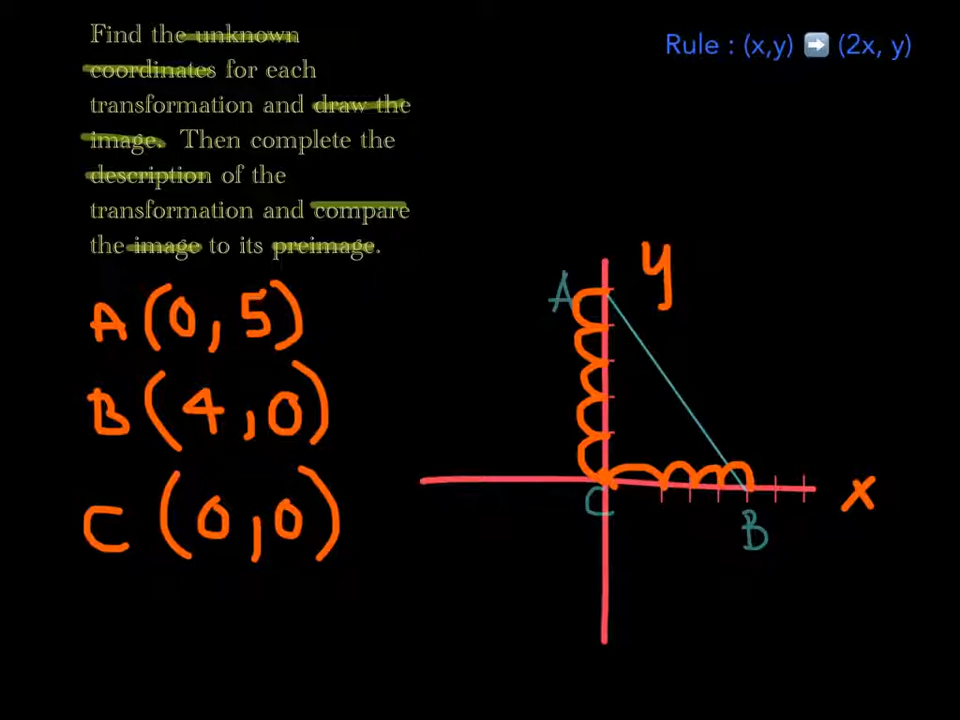 Find the unknown
coordinates for each
transformation and draw the
image. Then complete the
description of the
transformation and compare
the image to its preimage.
Rule : (x,y) ➡ (2x, y)
A (0, 5)
B (4, 0)
C (0, 0)
y
A
x
C
B